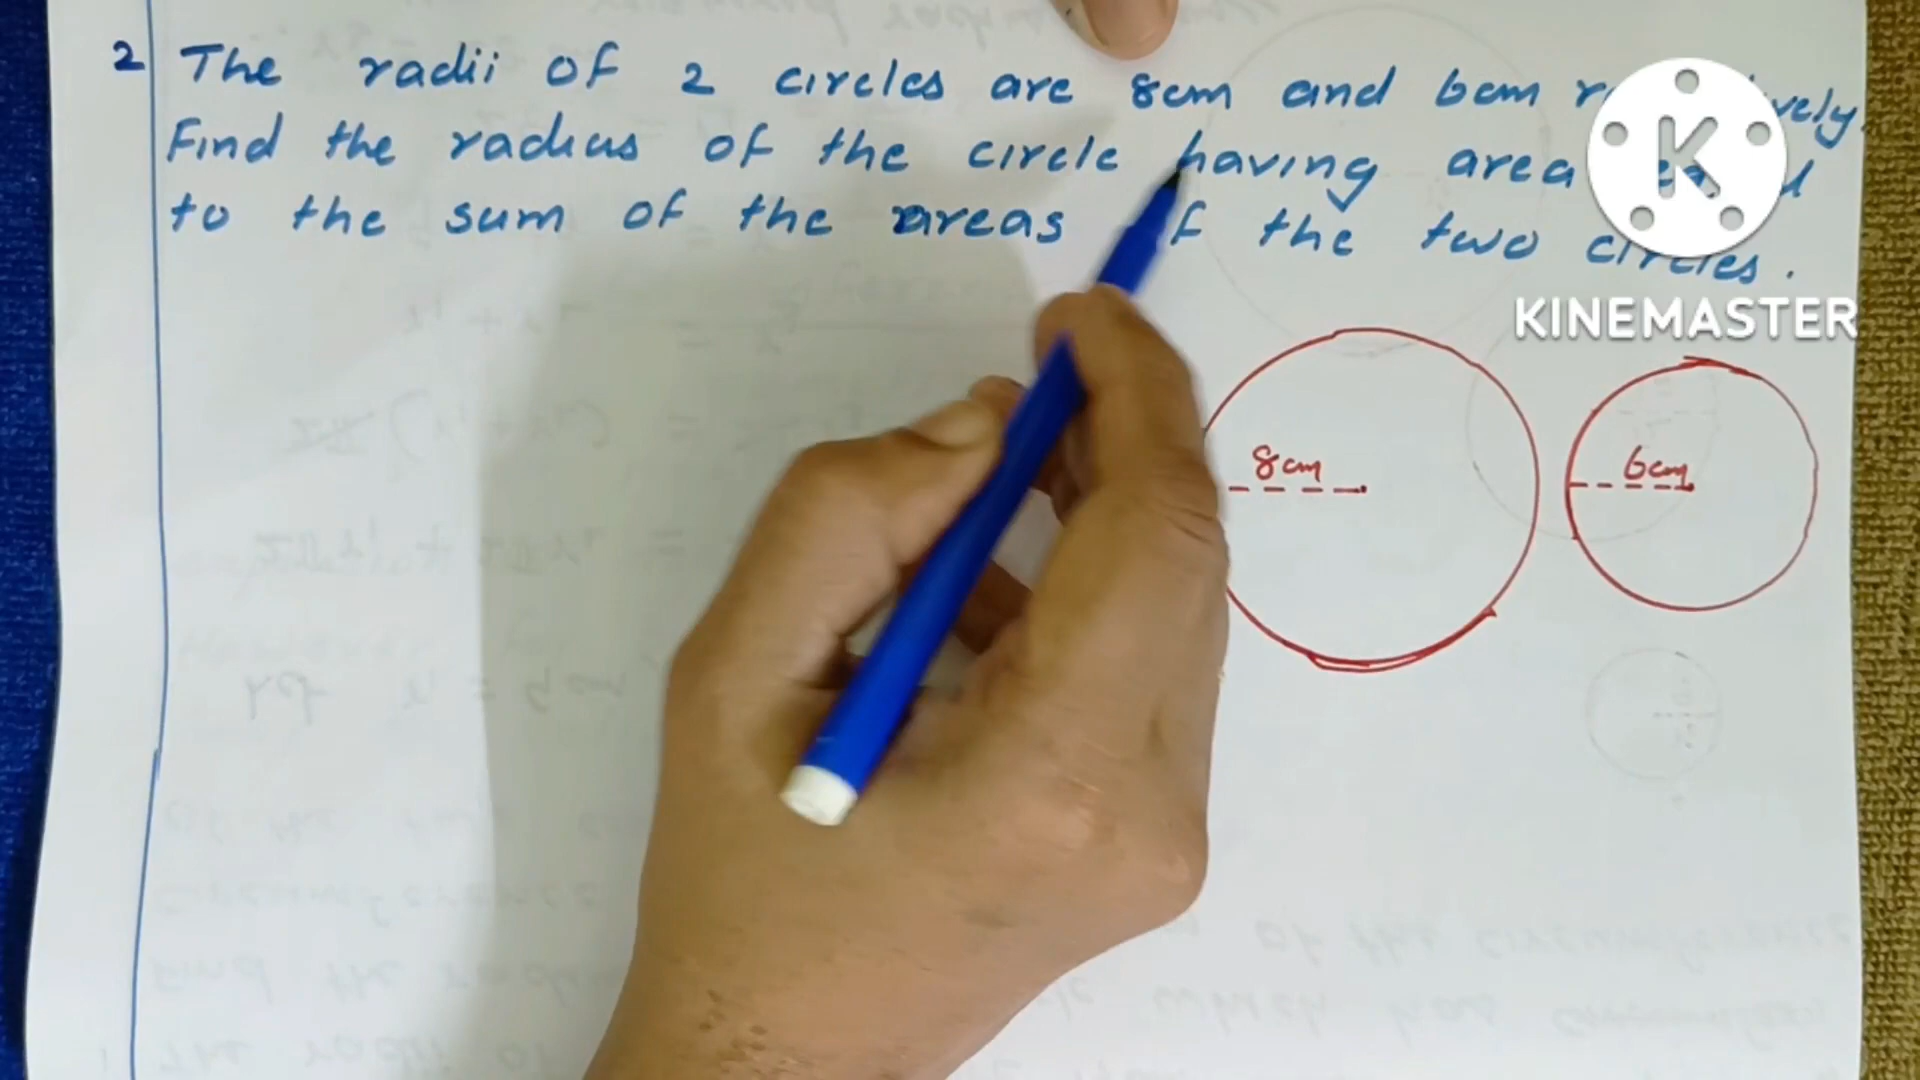 2 The radii of 2 circles are 8cm and 6cm
Find the radius of the circle having area
to the sum of the areas of the two circles.
K
KINEMASTER
8cm
6cm